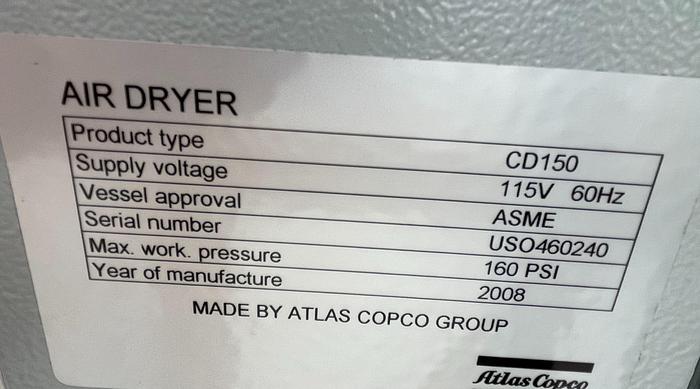 AIR DRYER
Product type CD150
Supply voltage 115V 60Hz
Vessel approval ASME
Serial number USO460240
Max. work. pressure 160 PSI
Year of manufacture 2008
MADE BY ATLAS COPCO GROUP
Atlas Copco